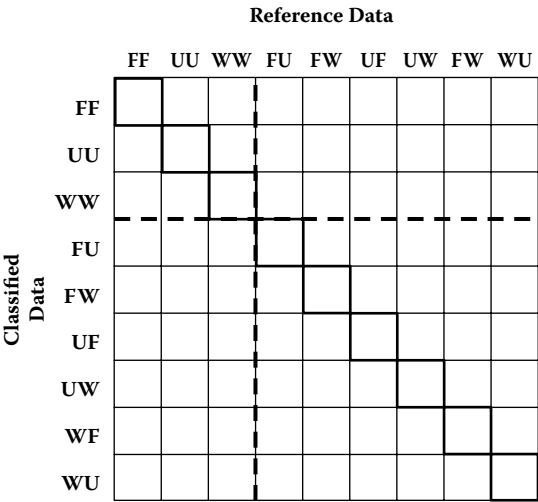 Reference Data
FF UU WW FU FW UF UW FW WU
FF
UU
WW
FU
FW
UF
UW
WF
WU
Classified
Data